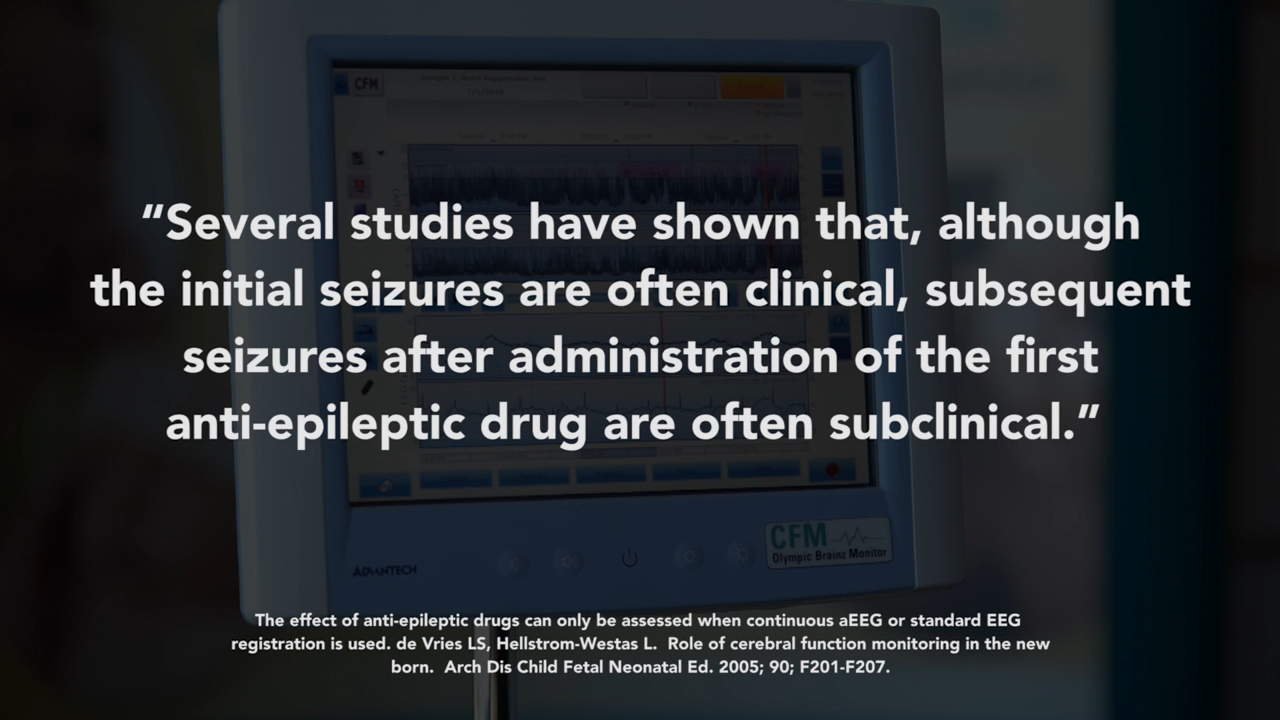 CFM
“Several studies have shown that, although
the initial seizures are often clinical, subsequent
seizures after administration of the first
anti-epileptic drug are often subclinical.”
CFM
Olympic Brainz Monitor
ADVANTECH
The effect of anti-epileptic drugs can only be assessed when continuous aEEG or standard EEG
registration is used. de Vries LS, Hellstrom-Westas L.  Role of cerebral function monitoring in the new
born.  Arch Dis Child Fetal Neonatal Ed. 2005; 90; F201-F207.